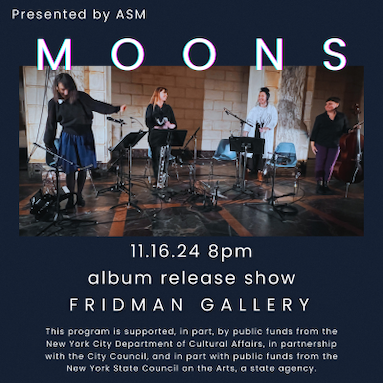 Presented by ASM
MOONS
11.16.24 8pm
album release show
FRIDMAN GALLERY
This program is supported, in part, by public funds from the
New York City Department of Cultural Affairs, in partnership
with the City Council, and in part with public funds from the
New York State Council on the Arts, a state agency.